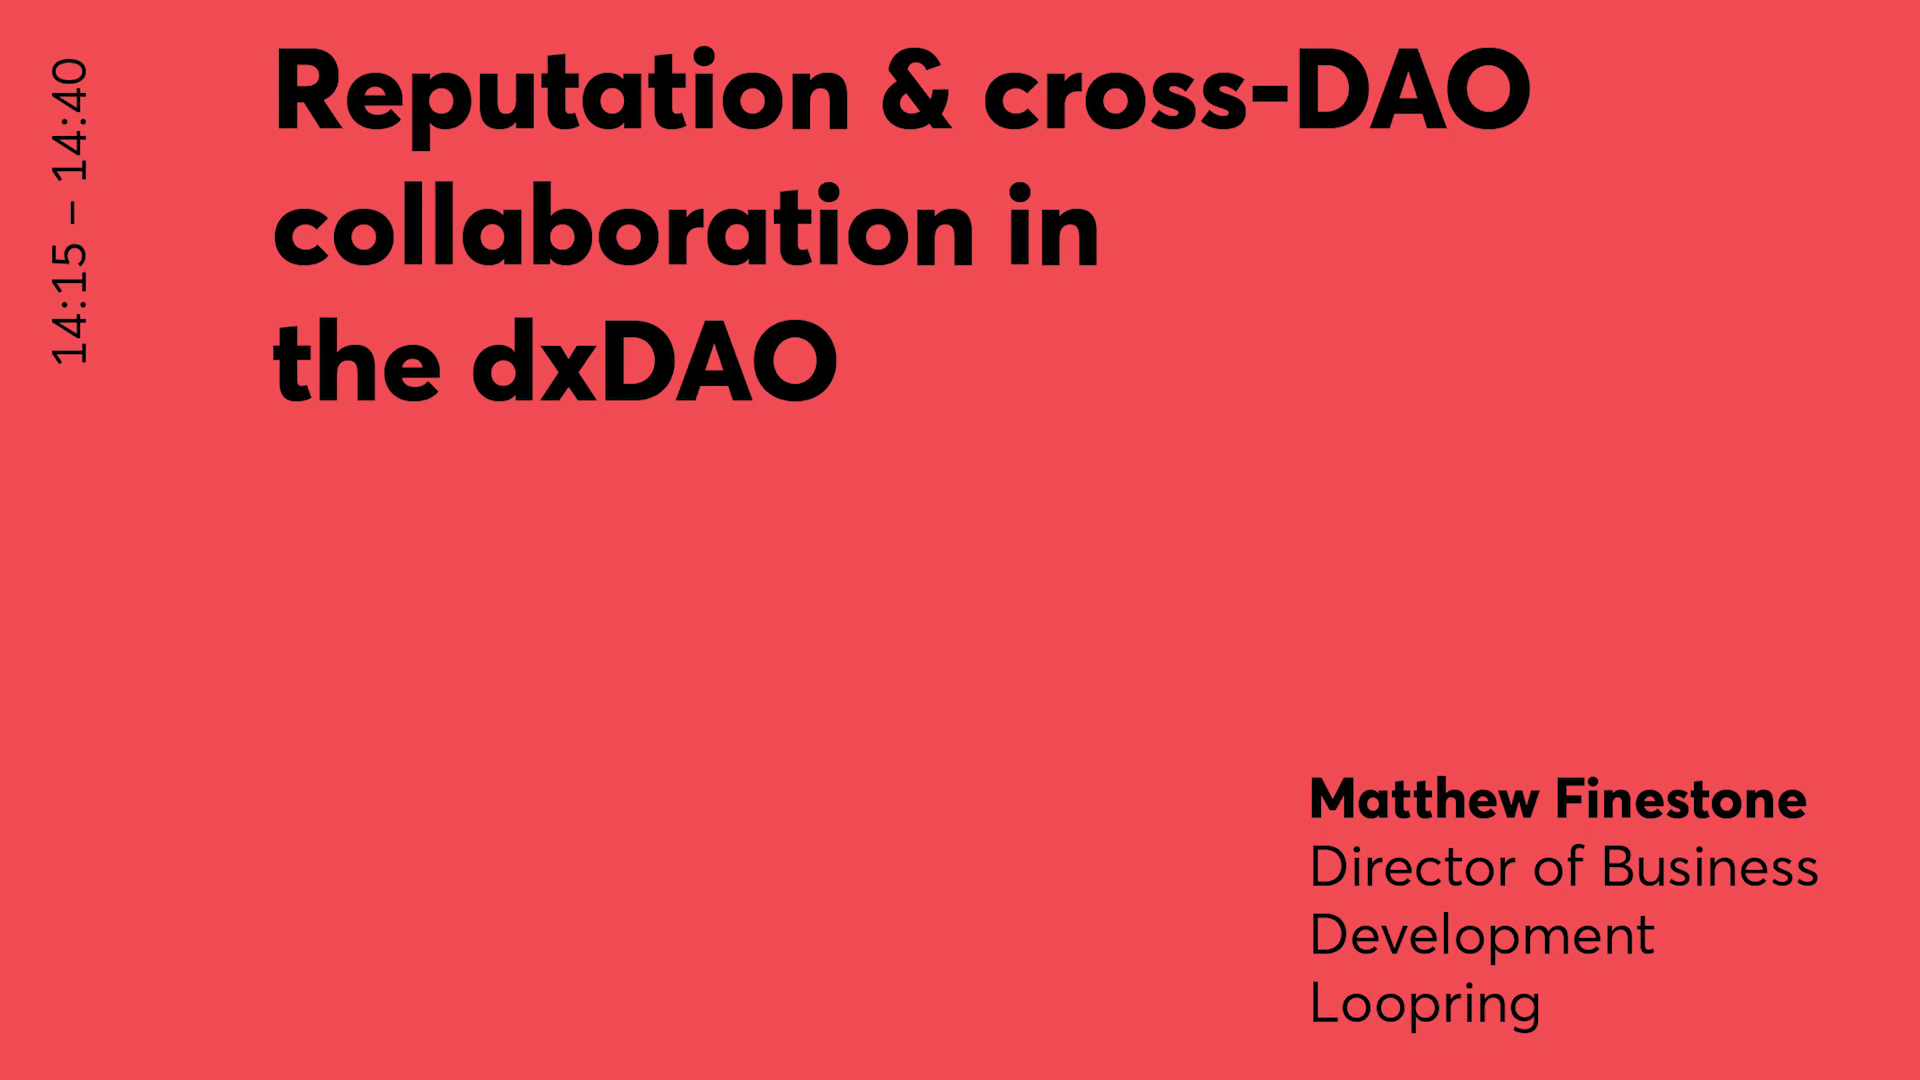 14:15 – 14:40
Reputation & cross-DAO
collaboration in
the dxDAO
Matthew Finestone
Director of Business
Development
Loopring